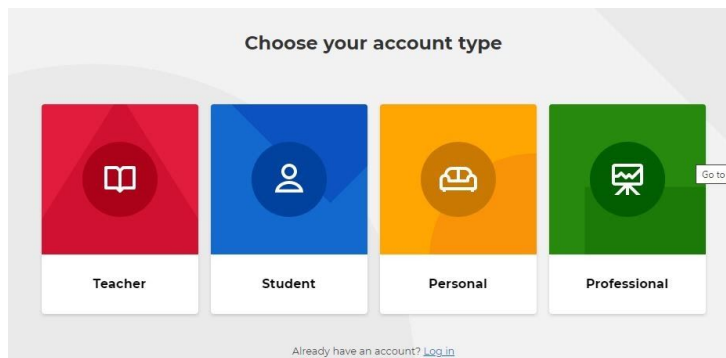 Choose your account type
Teacher Student Personal Professional
Go to
Already have an account? Log in